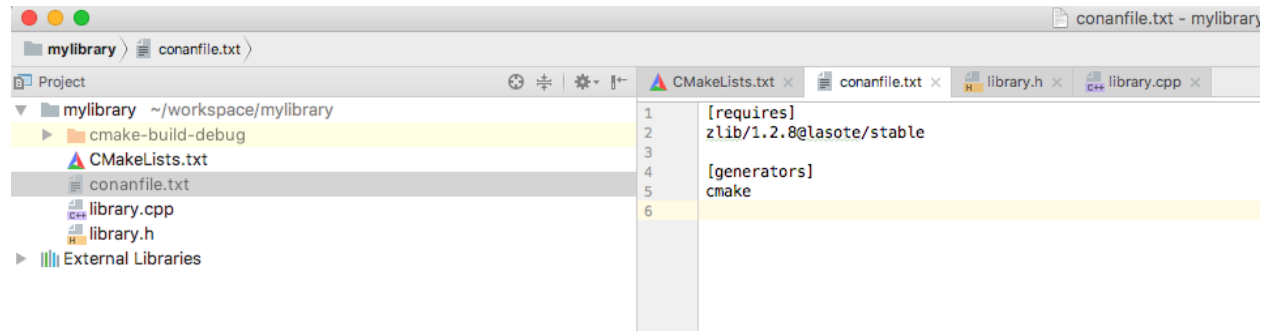 conanfile.txt - mylibrary
mylibrary conanfile.txt
Project
CMakeLists.txt conanfile.txt library.h library.cpp
mylibrary ~/workspace/mylibrary
cmake-build-debug
CMakeLists.txt
conanfile.txt
library.cpp
library.h
External Libraries
1 [requires]
2 zlib/1.2.8@lasote/stable
3
4 [generators]
5 cmake
6